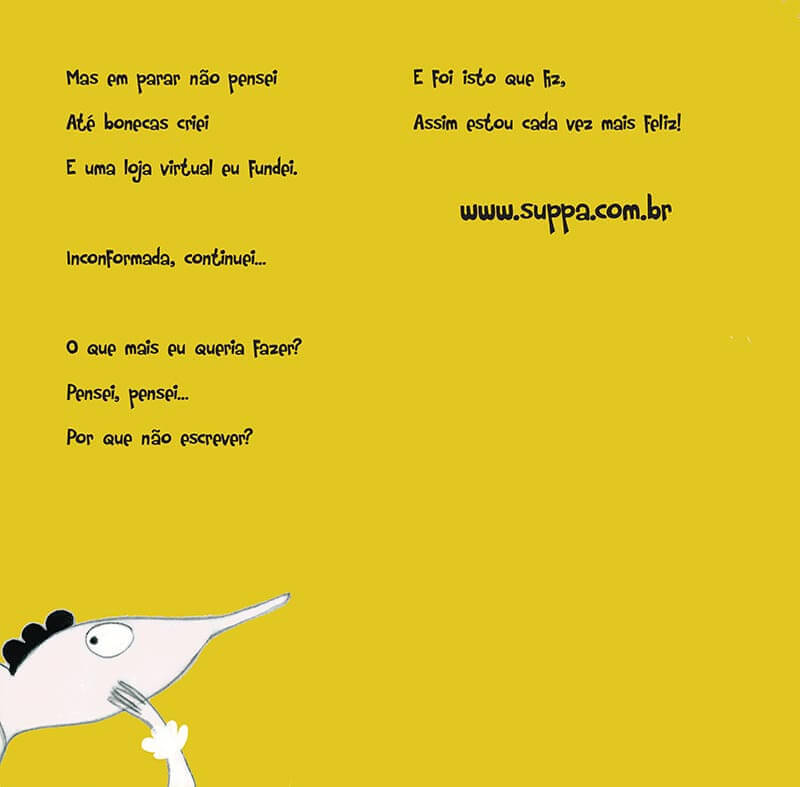 Mas em parar não pensei
Até bonecas criei
E uma loja virtual eu fundei.
Inconformada, continuei...
O que mais eu queria fazer?
Pensei, pensei...
Por que não escrever?
E foi isto que fiz,
Assim estou cada vez mais feliz!
www.suppa.com.br